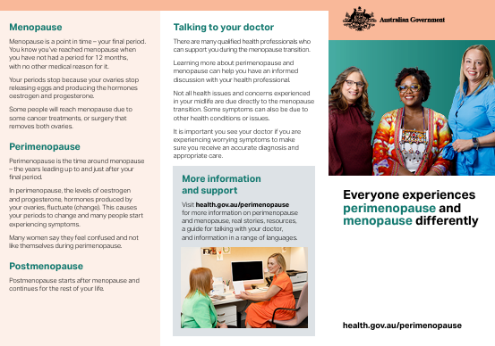 Menopause
Menopause is a point in time – your final period.
You know you've reached menopause when
you have not had a period for 12 months,
with no other medical reason for it.
Your periods stop because your ovaries stop
releasing eggs and producing the hormones
oestrogen and progesterone.
Some people will reach menopause due to
some cancer treatments, or surgery that
removes both ovaries.
Perimenopause
Perimenopause is the time around menopause
– the years leading up to and just after your
final period.
In perimenopause, the levels of oestrogen
and progesterone, hormones produced by
your ovaries, fluctuate (change). This causes
your periods to change and many people start
experiencing symptoms.
Many women say they feel confused and not
like themselves during perimenopause.
Postmenopause
Postmenopause starts after menopause and
continues for the rest of your life.
Talking to your doctor
There are many qualified health professionals who
can support you during the menopause transition.
Learning more about perimenopause and
menopause can help you have an informed
discussion with your health professional.
Not all health issues and concerns experienced
in your midlife are due directly to the menopause
transition. Some symptoms can also be due to
other health conditions or issues.
It is important you see your doctor if you are
experiencing worrying symptoms to make
sure you receive an accurate diagnosis and
appropriate care.
More information
and support
Visit health.gov.au/perimenopause
for more information on perimenopause
and menopause, real stories, resources,
a guide for talking with your doctor,
and information in a range of languages.
Australian Government
Everyone experiences
perimenopause and
menopause differently
health.gov.au/perimenopause